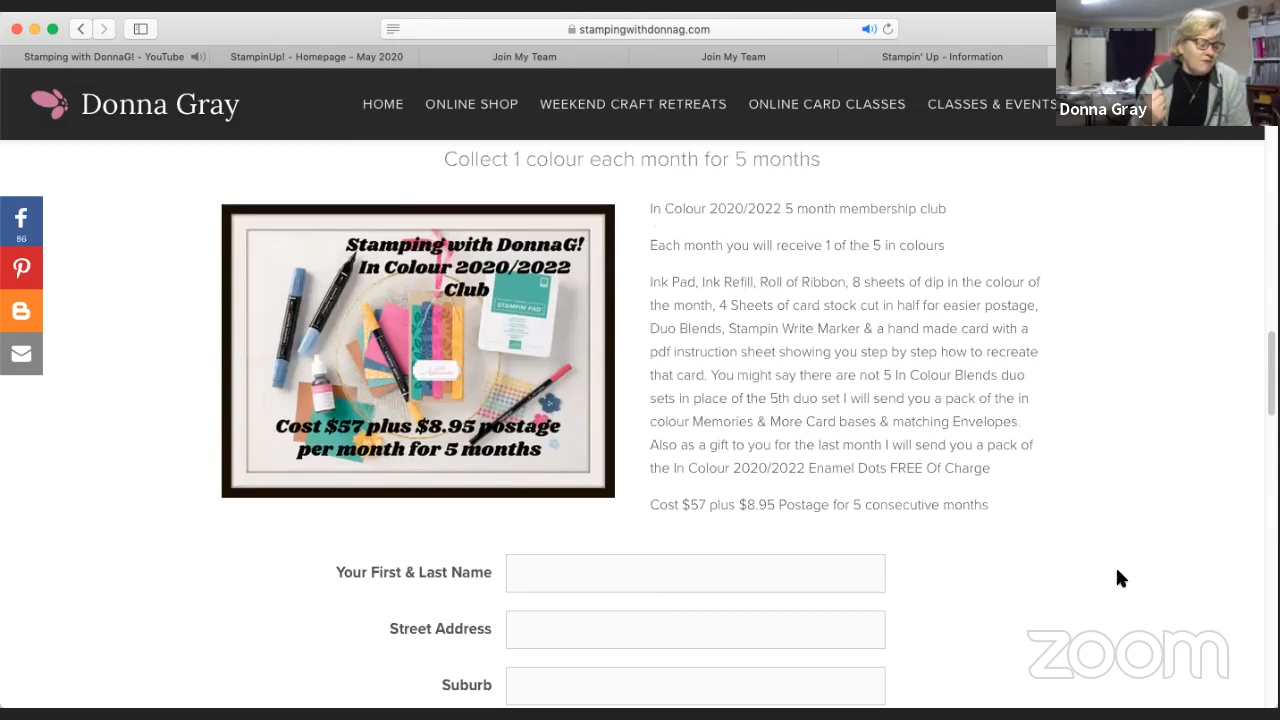 stampingwithdonnag.com
Stamping with DonnaG! - YouTube
StampinUp! - Homepage - May 2020
Join My Team
Join My Team
Stampin' Up - Information
Donna Gray
HOME
ONLINE SHOP
WEEKEND CRAFT RETREATS
ONLINE CARD CLASSES
CLASSES & EVENTS
Donna Gray
Collect 1 colour each month for 5 months
86
Stamping with DonnaG!
In Colour 2020/2022
Club
STAMPIN' PAD
Cost $57 plus $8.95 postage
per month for 5 months
In Colour 2020/2022 5 month membership club
Each month you will receive 1 of the 5 in colours
Ink Pad, Ink Refill, Roll of Ribbon, 8 sheets of dip in the colour of
the month, 4 Sheets of card stock cut in half for easier postage,
Duo Blends, Stampin Write Marker & a hand made card with a
pdf instruction sheet showing you step by step how to recreate
that card. You might say there are not 5 In Colour Blends duo
sets in place of the 5th duo set I will send you a pack of the in
colour Memories & More Card bases & matching Envelopes.
Also as a gift to you for the last month I will send you a pack of
the In Colour 2020/2022 Enamel Dots FREE Of Charge
Cost $57 plus $8.95 Postage for 5 consecutive months
Your First & Last Name
Street Address
Suburb
zoom